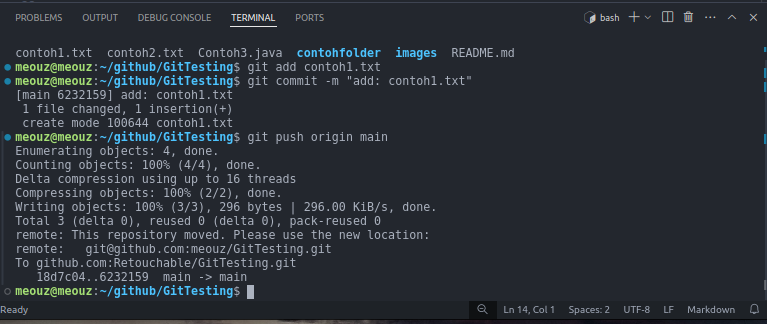 PROBLEMS OUTPUT DEBUG CONSOLE TERMINAL PORTS bash
contoh1.txt contoh2.txt Contoh3.java contohfolder images README.md
meouz@meouz:~/github/GitTesting$ git add contoh1.txt
meouz@meouz:~/github/GitTesting$ git commit -m "add: contoh1.txt"
[main 6232159] add: contoh1.txt
1 file changed, 1 insertion(+)
create mode 100644 contoh1.txt
meouz@meouz:~/github/GitTesting$ git push origin main
Enumerating objects: 4, done.
Counting objects: 100% (4/4), done.
Delta compression using up to 16 threads
Compressing objects: 100% (2/2), done.
Writing objects: 100% (3/3), 296 bytes | 296.00 KiB/s, done.
Total 3 (delta 0), reused 0 (delta 0), pack-reused 0
remote: This repository moved. Please use the new location:
remote:   git@github.com:meouz/GitTesting.git
To github.com:Retouchable/GitTesting.git
18d7c04..6232159  main -> main
meouz@meouz:~/github/GitTesting$
Ready Ln 14, Col 1 Spaces: 2 UTF-8 LF Markdown